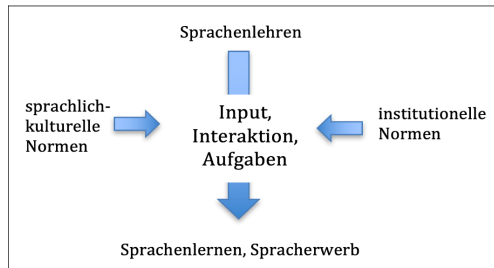 Sprachenlehren
sprachlich-
kulturelle
Normen
Input,
Interaktion,
Aufgaben
institutionelle
Normen
Sprachenlernen, Spracherwerb